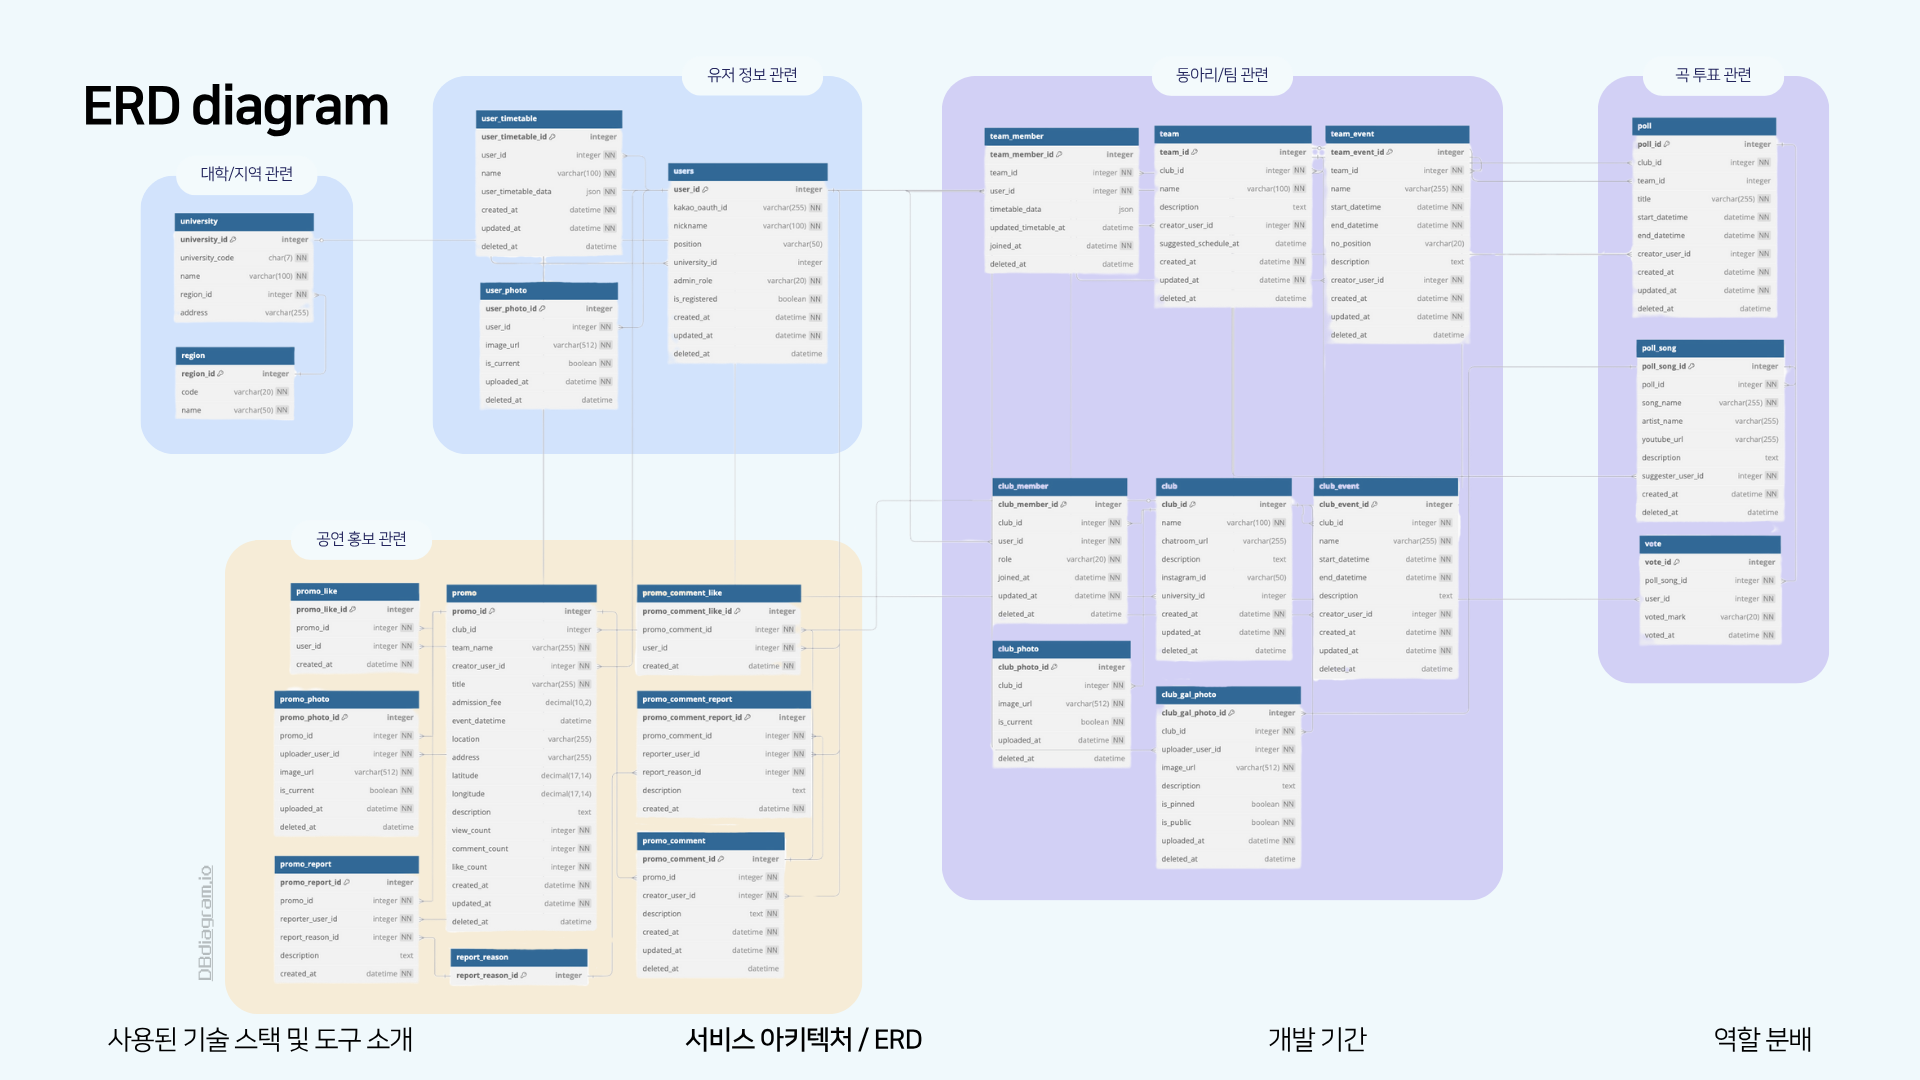 ERD diagram
대학/지역 관련
university
university_id integer
university_code char(7) NN
name varchar(100) NN
region_id integer NN
address varchar(255)
region
region_id integer
code varchar(20) NN
name varchar(50) NN
유저 정보 관련
user_timetable
user_timetable_id integer
user_id integer NN
name varchar(100) NN
user_timetable_data json NN
created_at datetime NN
updated_at datetime NN
deleted_at datetime
user_photo
user_photo_id integer
user_id integer NN
image_url varchar(512) NN
is_current boolean NN
uploaded_at datetime NN
deleted_at datetime
users
user_id integer
kakao_oauth_id varchar(255) NN
nickname varchar(100) NN
position varchar(50)
university_id integer
admin_role varchar(20) NN
is_registered boolean NN
created_at datetime NN
updated_at datetime NN
deleted_at datetime
동아리/팀 관련
team_member
team_member_id integer
team_id integer NN
user_id integer NN
timetable_data json
updated_timetable_at datetime
joined_at datetime NN
deleted_at datetime
team
team_id integer
club_id integer NN
name varchar(100) NN
description text
creator_user_id integer NN
suggested_schedule_at datetime
created_at datetime NN
updated_at datetime NN
deleted_at datetime
team_event
team_event_id integer
team_id integer NN
name varchar(255) NN
start_datetime datetime NN
end_datetime datetime NN
no_position varchar(20)
description text
creator_user_id integer NN
created_at datetime NN
updated_at datetime NN
deleted_at datetime
club_member
club_member_id integer
club_id integer NN
user_id integer NN
role varchar(20) NN
joined_at datetime NN
updated_at datetime NN
deleted_at datetime
club
club_id integer
name varchar(100) NN
chatroom_url varchar(255)
description text
instagram_id varchar(50)
university_id integer
created_at datetime NN
updated_at datetime NN
deleted_at datetime
club_event
club_event_id integer
club_id integer NN
name varchar(255) NN
start_datetime datetime NN
end_datetime datetime NN
description text
creator_user_id integer NN
created_at datetime NN
updated_at datetime NN
deleted_at datetime
club_photo
club_photo_id integer
club_id integer NN
image_url varchar(512) NN
is_current boolean NN
uploaded_at datetime NN
deleted_at datetime
club_gal_photo
club_gal_photo_id integer
club_id integer NN
uploader_user_id integer NN
image_url varchar(512) NN
description text
is_pinned boolean NN
is_public boolean NN
uploaded_at datetime NN
deleted_at datetime
곡 투표 관련
poll
poll_id integer
club_id integer NN
team_id integer
title varchar(255) NN
start_datetime datetime NN
end_datetime datetime NN
creator_user_id integer NN
created_at datetime NN
updated_at datetime NN
deleted_at datetime
poll_song
poll_song_id integer
poll_id integer NN
song_name varchar(255) NN
artist_name varchar(255)
youtube_url varchar(255)
description text
suggester_user_id integer NN
created_at datetime NN
deleted_at datetime
vote
vote_id integer
poll_song_id integer NN
user_id integer NN
voted_mark varchar(20) NN
voted_at datetime NN
공연 홍보 관련
promo_like
promo_like_id integer
promo_id integer NN
user_id integer NN
created_at datetime NN
promo_photo
promo_photo_id integer
promo_id integer NN
uploader_user_id integer NN
image_url varchar(512) NN
is_current boolean NN
uploaded_at datetime NN
deleted_at datetime
promo_report
promo_report_id integer
promo_id integer NN
reporter_user_id integer NN
report_reason_id integer NN
description text
created_at datetime NN
promo
promo_id integer
club_id integer
team_name varchar(255) NN
creator_user_id integer NN
title varchar(255) NN
admission_fee decimal(10,2)
event_datetime datetime
location varchar(255)
address varchar(255)
latitude decimal(17,14)
longitude decimal(17,14)
description text
view_count integer NN
comment_count integer NN
like_count integer NN
created_at datetime NN
updated_at datetime NN
deleted_at datetime
report_reason
report_reason_id integer
promo_comment_like
promo_comment_like_id integer
promo_comment_id integer NN
user_id integer NN
created_at datetime NN
promo_comment_report
promo_comment_report_id integer
promo_comment_id integer NN
reporter_user_id integer NN
report_reason_id integer NN
description text
created_at datetime NN
promo_comment
promo_comment_id integer
promo_id integer NN
creator_user_id integer NN
description text NN
created_at datetime NN
updated_at datetime NN
deleted_at datetime
DBdiagram.io
사용된 기술 스택 및 도구 소개
서비스 아키텍처 / ERD
개발 기간
역할 분배